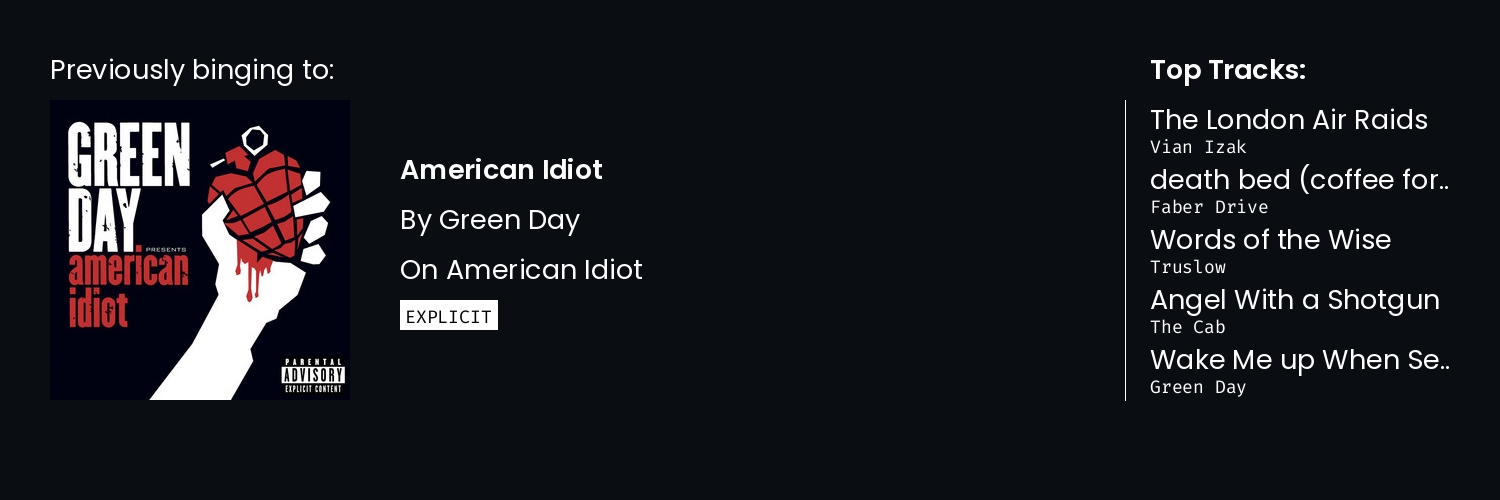 Previously binging to:
GREEN
DAY
PRESENTS
american
idiot
PARENTAL
ADVISORY
EXPLICIT CONTENT
American Idiot
By Green Day
On American Idiot
EXPLICIT
Top Tracks:
The London Air Raids
Vian Izak
death bed (coffee for..
Faber Drive
Words of the Wise
Truslow
Angel With a Shotgun
The Cab
Wake Me up When Se..
Green Day